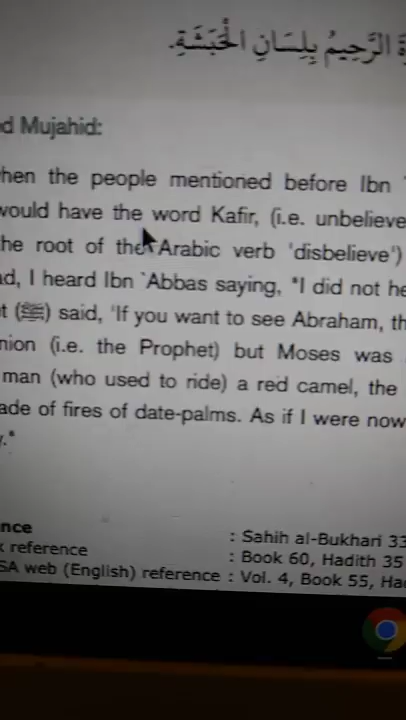 الرَّحِيمُ بِلِسَانِ الْحَبَشَةِ.
d Mujahid:
hen the people mentioned before Ibn
would have the word Kafir, (i.e. unbelieve
he root of the Arabic verb 'disbelieve')
d, I heard Ibn `Abbas saying, "I did not he
t (ﷺ) said, 'If you want to see Abraham, th
nion (i.e. the Prophet) but Moses was
man (who used to ride) a red camel, the
ade of fires of date-palms. As if I were now
."
nce : Sahih al-Bukhari 33
k reference : Book 60, Hadith 35
SA web (English) reference : Vol. 4, Book 55, Ha